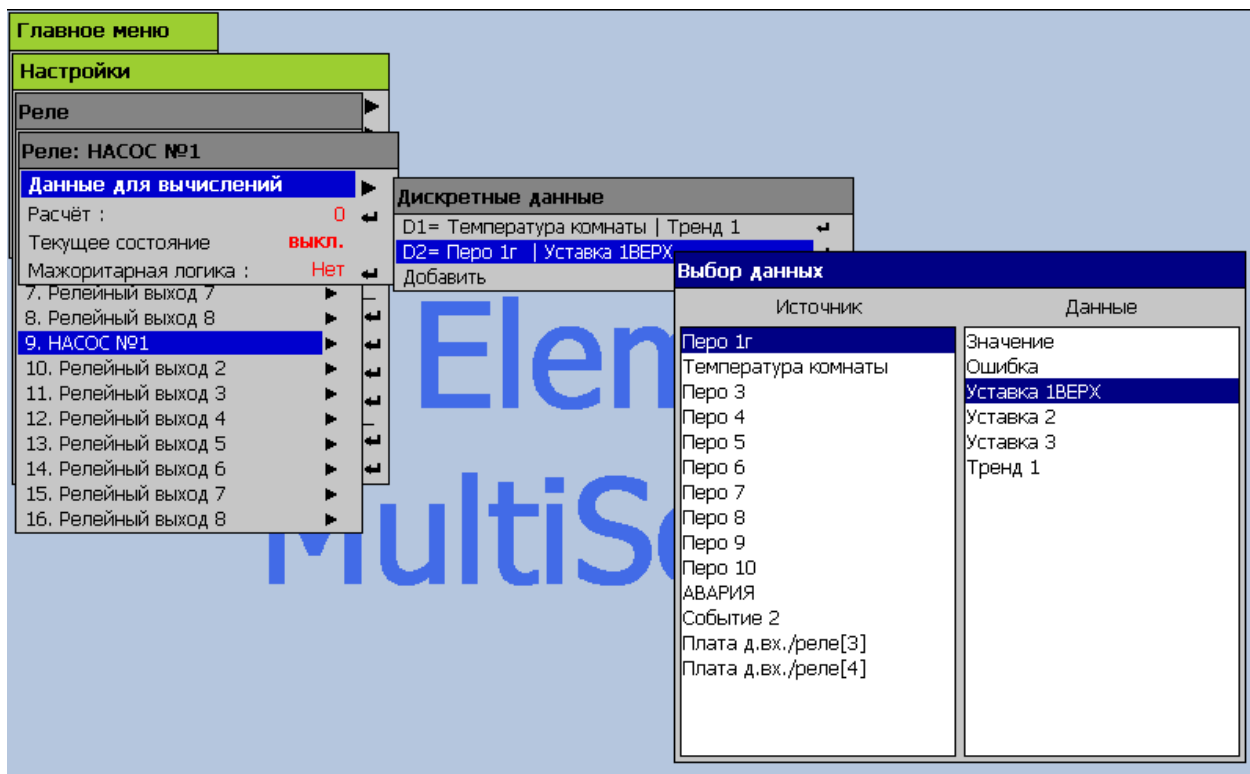 Главное меню
Настройки
Реле
Реле: НАСОС №1
Данные для вычислений
Расчёт : 0
Текущее состояние выкл.
Мажоритарная логика : Нет
7. Релейный выход 7
8. Релейный выход 8
9. НАСОС №1
10. Релейный выход 2
11. Релейный выход 3
12. Релейный выход 4
13. Релейный выход 5
14. Релейный выход 6
15. Релейный выход 7
16. Релейный выход 8
Дискретные данные
D1= Температура комнаты | Тренд 1
D2= Перо 1г | Уставка 1ВЕРХ
Добавить
Выбор данных
Источник Данные
Перо 1г Значение
Температура комнаты Ошибка
Перо 3 Уставка 1ВЕРХ
Перо 4 Уставка 2
Перо 5 Уставка 3
Перо 6 Тренд 1
Перо 7
Перо 8
Перо 9
Перо 10
АВАРИЯ
Событие 2
Плата д.вх./реле[3]
Плата д.вх./реле[4]